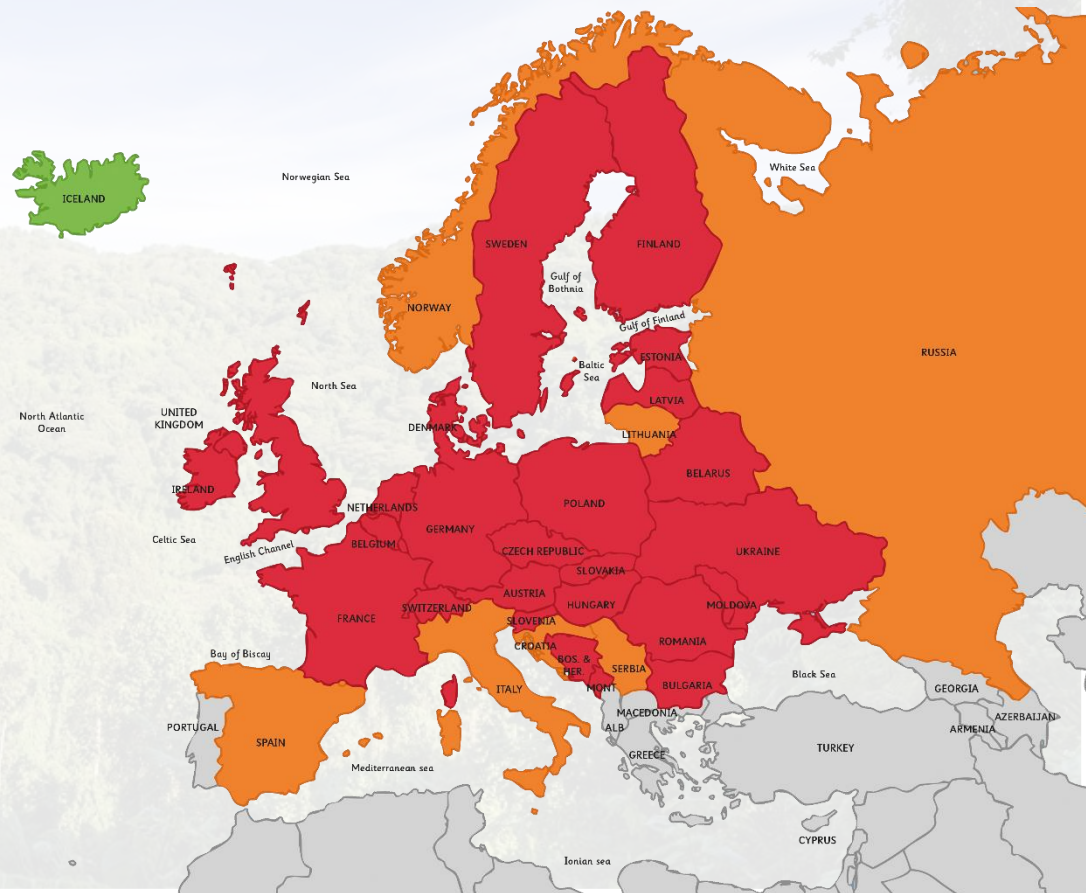 White Sea
Norwegian Sea
ICELAND
SWEDEN
FINLAND
Gulf of
Bothnia
NORWAY
Gulf of Finland
RUSSIA
ESTONIA
Baltic
Sea
North Sea
LATVIA
North Atlantic
Ocean
UNITED
KINGDOM
DENMARK
LITHUANIA
BELARUS
IRELAND
NETHERLANDS
POLAND
GERMANY
Celtic Sea
English Channel
BELGIUM
CZECH REPUBLIC
UKRAINE
SLOVAKIA
AUSTRIA
HUNGARY
MOLDOVA
SWITZERLAND
FRANCE
SLOVENIA
ROMANIA
CROATIA
Bay of Biscay
BOS. &
HER.
SERBIA
Black Sea
BULGARIA
MONT
ITALY
GEORGIA
MACEDONIA
AZERBAIJAN
PORTUGAL
ALB
ARMENIA
SPAIN
TURKEY
GREECE
Mediterranean sea
CYPRUS
Ionian sea